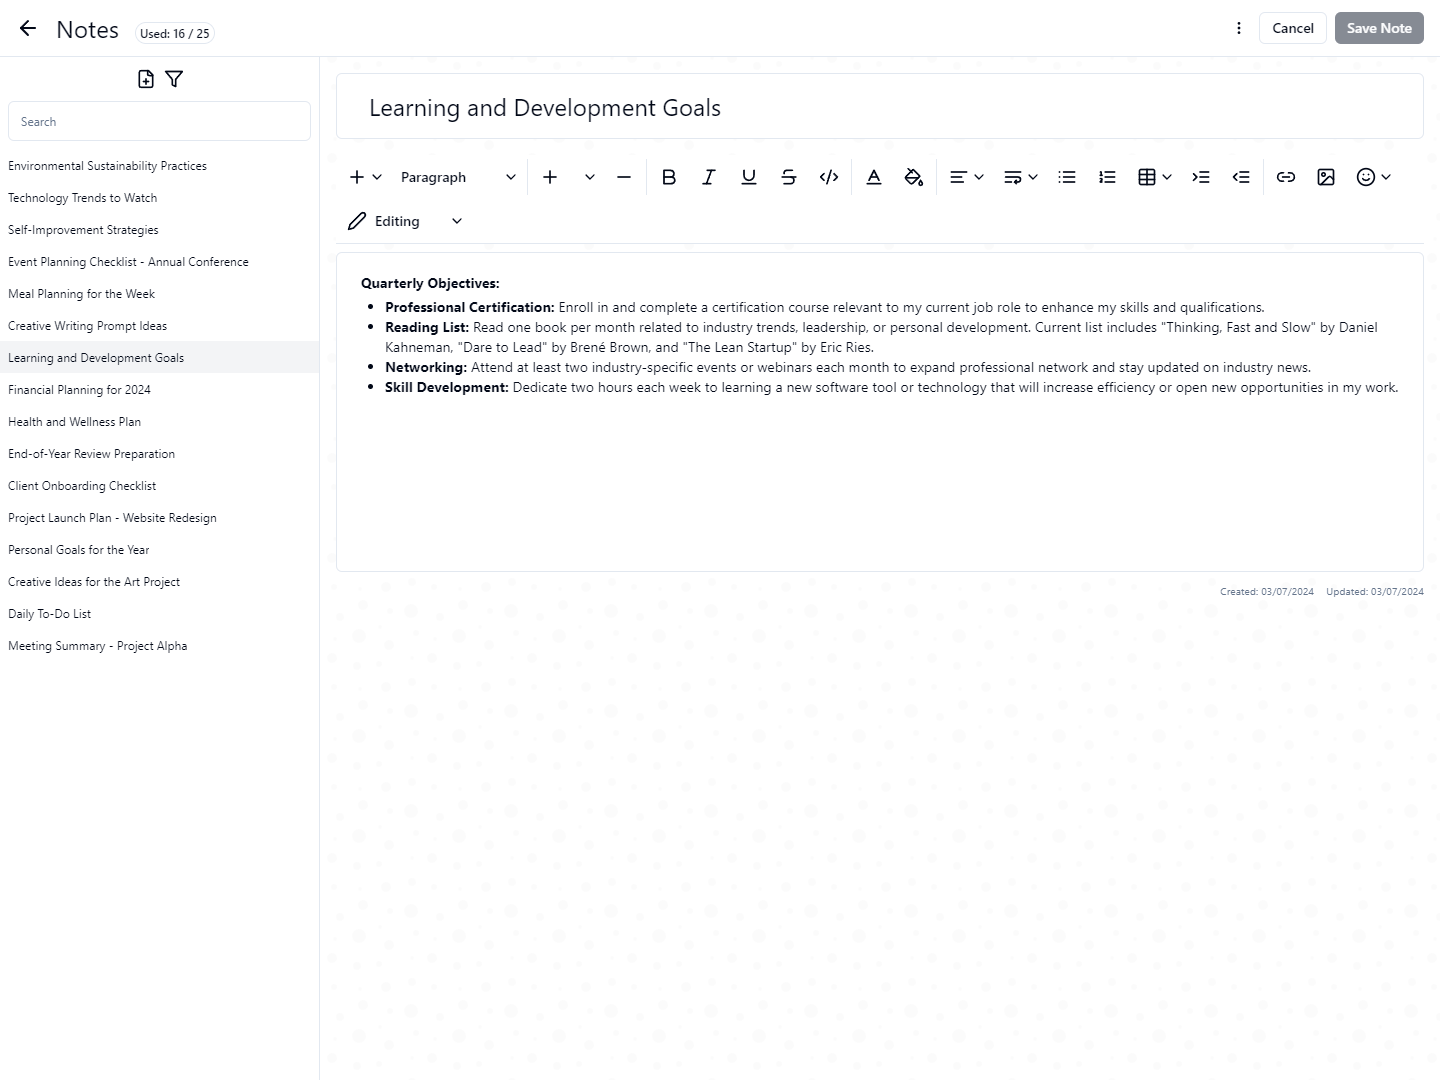 Notes
Used: 16 / 25
Cancel
Save Note
Search
Environmental Sustainability Practices
Technology Trends to Watch
Self-Improvement Strategies
Event Planning Checklist - Annual Conference
Meal Planning for the Week
Creative Writing Prompt Ideas
Learning and Development Goals
Financial Planning for 2024
Health and Wellness Plan
End-of-Year Review Preparation
Client Onboarding Checklist
Project Launch Plan - Website Redesign
Personal Goals for the Year
Creative Ideas for the Art Project
Daily To-Do List
Meeting Summary - Project Alpha
Learning and Development Goals
Paragraph
Editing
Quarterly Objectives:
Professional Certification: Enroll in and complete a certification course relevant to my current job role to enhance my skills and qualifications.
Reading List: Read one book per month related to industry trends, leadership, or personal development. Current list includes "Thinking, Fast and Slow" by Daniel
Kahneman, "Dare to Lead" by Brené Brown, and "The Lean Startup" by Eric Ries.
Networking: Attend at least two industry-specific events or webinars each month to expand professional network and stay updated on industry news.
Skill Development: Dedicate two hours each week to learning a new software tool or technology that will increase efficiency or open new opportunities in my work.
Created: 03/07/2024 Updated: 03/07/2024